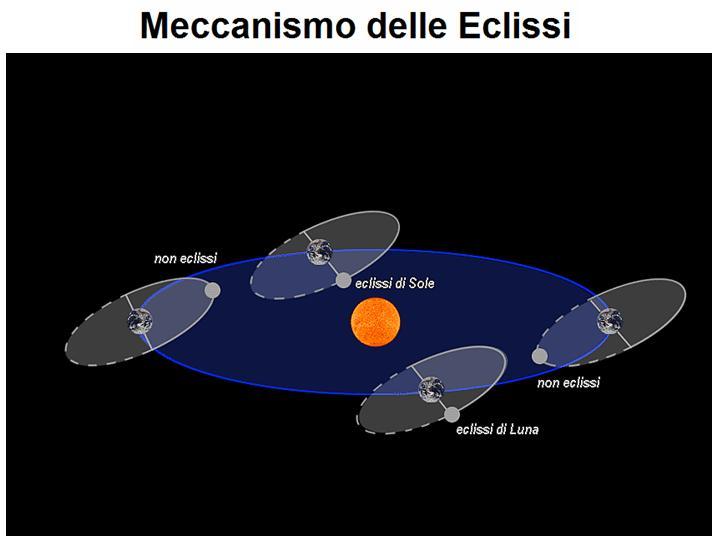 Meccanismo delle Eclissi
non eclissi
eclissi di Sole
non eclissi
eclissi di Luna